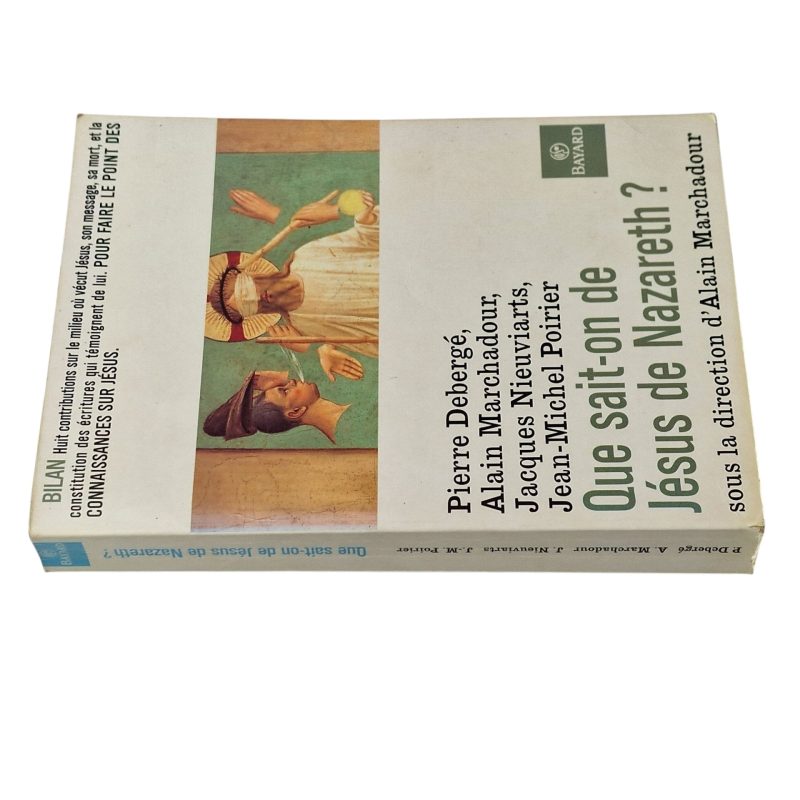 BILAN Huit contributions sur le milieu où vécut Jésus, son message, sa mort, et la
constitution des écritures qui témoignent de lui. POUR FAIRE LE POINT DES
CONNAISSANCES SUR JÉSUS.
Pierre Debergé,
Alain Marchadour,
Jacques Nieuviarts,
Jean-Michel Poirier
Que sait-on de
Jésus de Nazareth ?
sous la direction d'Alain Marchadour
BAYARD
P. Debergé A. Marchadour J. Nieuviarts J.-M. Poirier
Que sait-on de Jésus de Nazareth ?
BAYARD